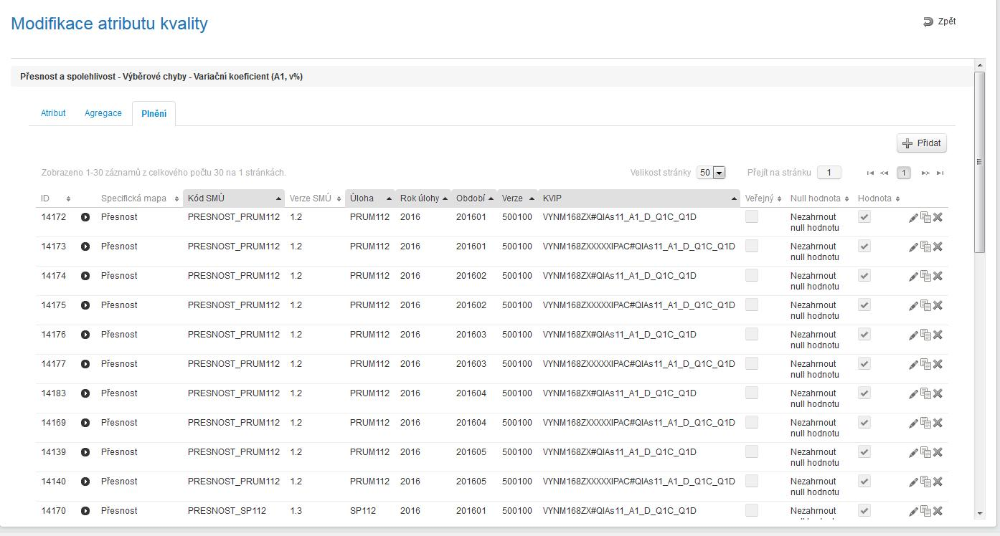 Modifikace atributu kvality
Zpět
Přesnost a spolehlivost - Výběrové chyby - Variační koeficient (A1, v%)
Atribut Agregace Plnění
Přidat
Zobrazeno 1-30 záznamů z celkového počtu 30 na 1 stránkách. Velikost stránky 50 Přejít na stránku 1 1
ID Specifická mapa Kód SMÚ Verze SMÚ Úloha Rok úlohy Období Verze KVIP Veřejný Null hodnota Hodnota
14172 Přesnost PRESNOST_PRUM112 1.2 PRUM112 2016 201601 500100 VYNM168ZX#QIAs11_A1_D_Q1C_Q1D Nezahrnout
null hodnotu
14173 Přesnost PRESNOST_PRUM112 1.2 PRUM112 2016 201601 500100 VYNM168ZXXXXXIPAC#QIAs11_A1_D_Q1C_Q1D Nezahrnout
null hodnotu
14174 Přesnost PRESNOST_PRUM112 1.2 PRUM112 2016 201602 500100 VYNM168ZX#QIAs11_A1_D_Q1C_Q1D Nezahrnout
null hodnotu
14175 Přesnost PRESNOST_PRUM112 1.2 PRUM112 2016 201602 500100 VYNM168ZXXXXXIPAC#QIAs11_A1_D_Q1C_Q1D Nezahrnout
null hodnotu
14176 Přesnost PRESNOST_PRUM112 1.2 PRUM112 2016 201603 500100 VYNM168ZX#QIAs11_A1_D_Q1C_Q1D Nezahrnout
null hodnotu
14177 Přesnost PRESNOST_PRUM112 1.2 PRUM112 2016 201603 500100 VYNM168ZXXXXXIPAC#QIAs11_A1_D_Q1C_Q1D Nezahrnout
null hodnotu
14183 Přesnost PRESNOST_PRUM112 1.2 PRUM112 2016 201604 500100 VYNM168ZX#QIAs11_A1_D_Q1C_Q1D Nezahrnout
null hodnotu
14169 Přesnost PRESNOST_PRUM112 1.2 PRUM112 2016 201604 500100 VYNM168ZXXXXXIPAC#QIAs11_A1_D_Q1C_Q1D Nezahrnout
null hodnotu
14139 Přesnost PRESNOST_PRUM112 1.2 PRUM112 2016 201605 500100 VYNM168ZX#QIAs11_A1_D_Q1C_Q1D Nezahrnout
null hodnotu
14140 Přesnost PRESNOST_PRUM112 1.2 PRUM112 2016 201605 500100 VYNM168ZXXXXXIPAC#QIAs11_A1_D_Q1C_Q1D Nezahrnout
null hodnotu
14170 Přesnost PRESNOST_SP112 1.3 SP112 2016 201601 500100 VYNM168ZX#QIAs11_A1_D_Q1C_Q1D Nezahrnout